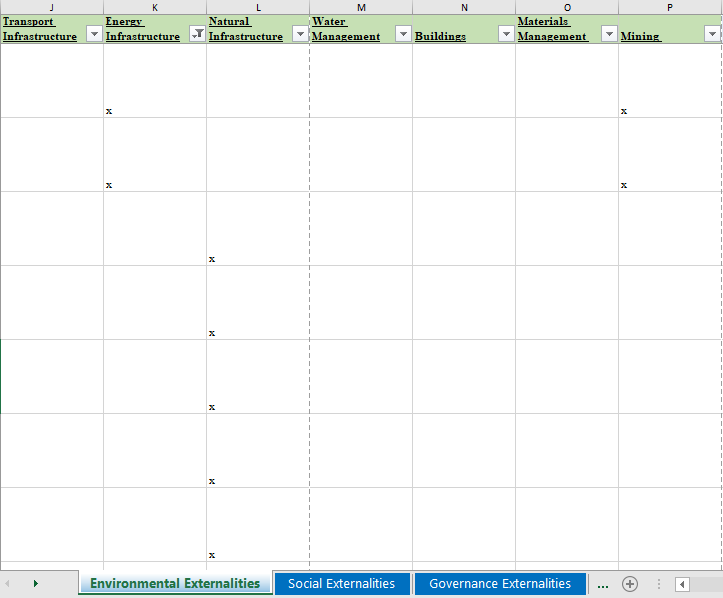 J K L M N O P
Transport Energy Natural Water Materials
Infrastructure Infrastructure Infrastructure Management Buildings Management Mining
x x
x x
x
x
x
x
x
Environmental Externalities Social Externalities Governance Externalities ...